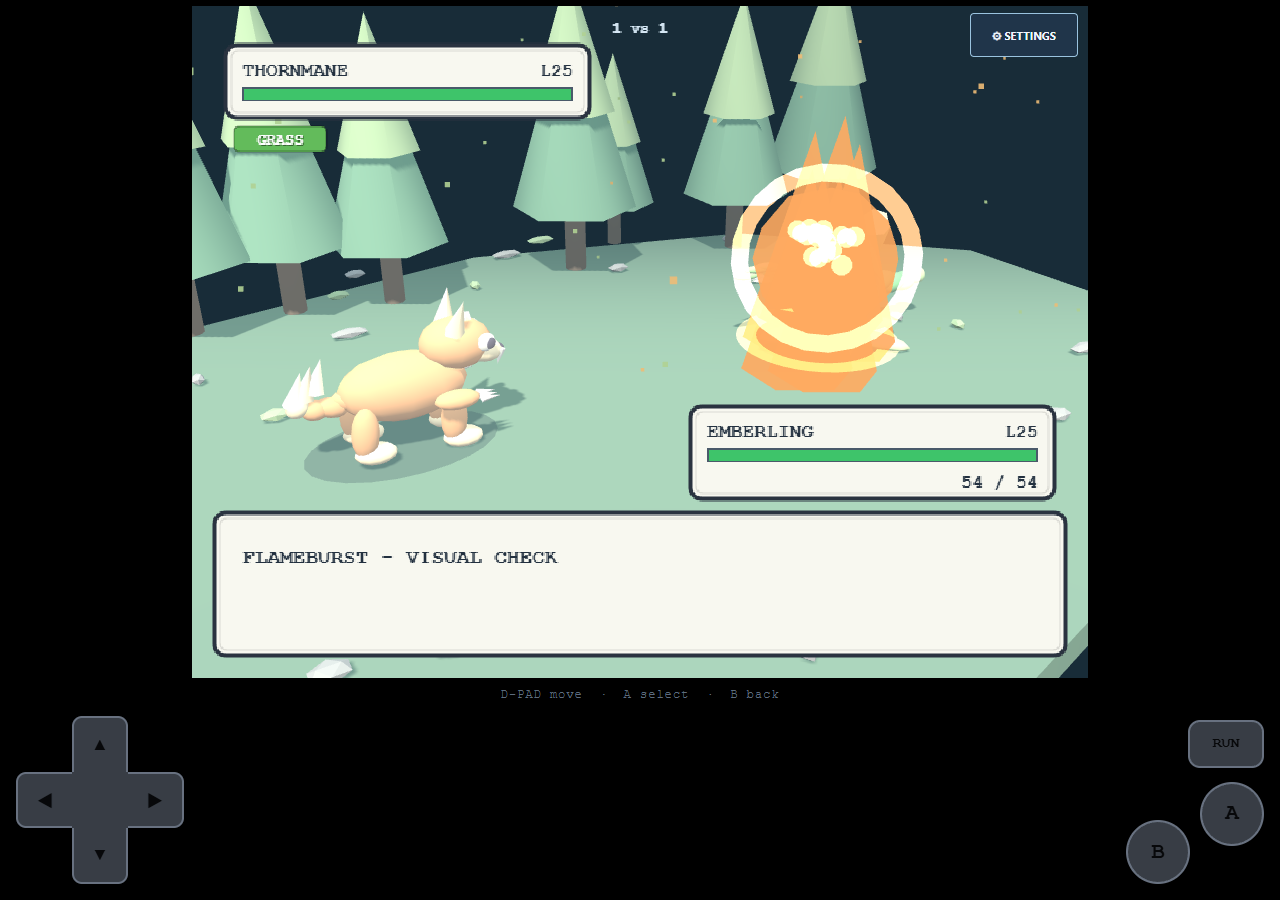 1 vs 1
⚙ SETTINGS
THORNMANE L25
GRASS
EMBERLING L25
54 / 54
FLAMEBURST - VISUAL CHECK
D-PAD move · A select · B back
RUN
A
B